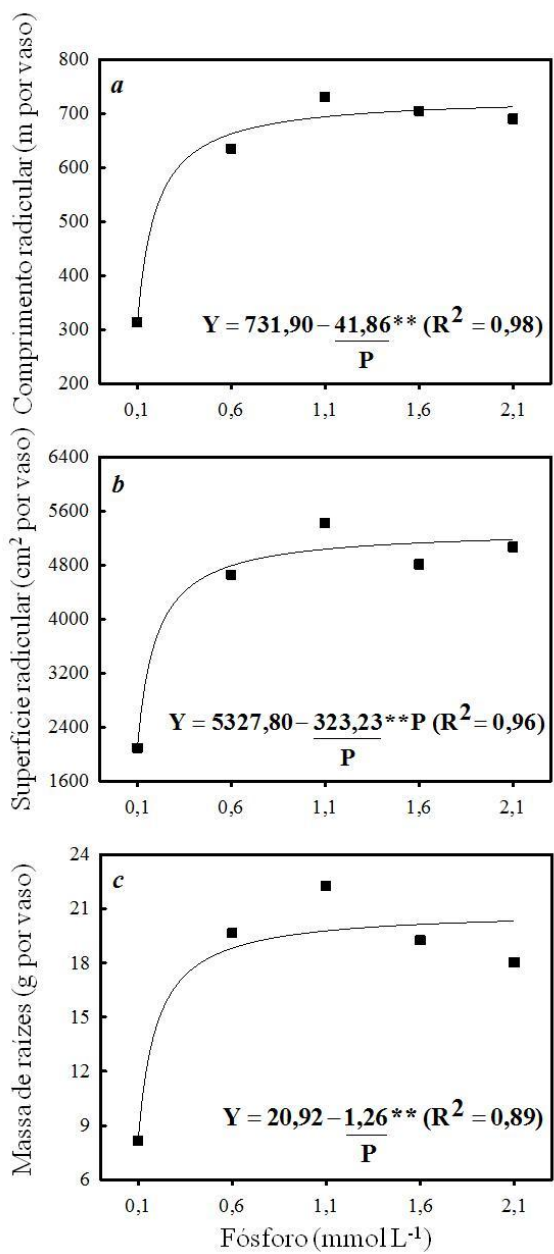 Comprimento radicular (m por vaso)
800
700
600
500
400
300
200
a
Y = 731,90 – 41,86** (R² = 0,98)
P
0,1 0,6 1,1 1,6 2,1
Superfície radicular (cm² por vaso)
6400
5600
4800
4000
3200
2400
1600
b
Y = 5327,80 – 323,23**P (R² = 0,96)
P
0,1 0,6 1,1 1,6 2,1
Massa de raízes (g por vaso)
24
21
18
15
12
9
6
c
Y = 20,92 – 1,26** (R² = 0,89)
P
0,1 0,6 1,1 1,6 2,1
Fósforo (mmol L⁻¹)